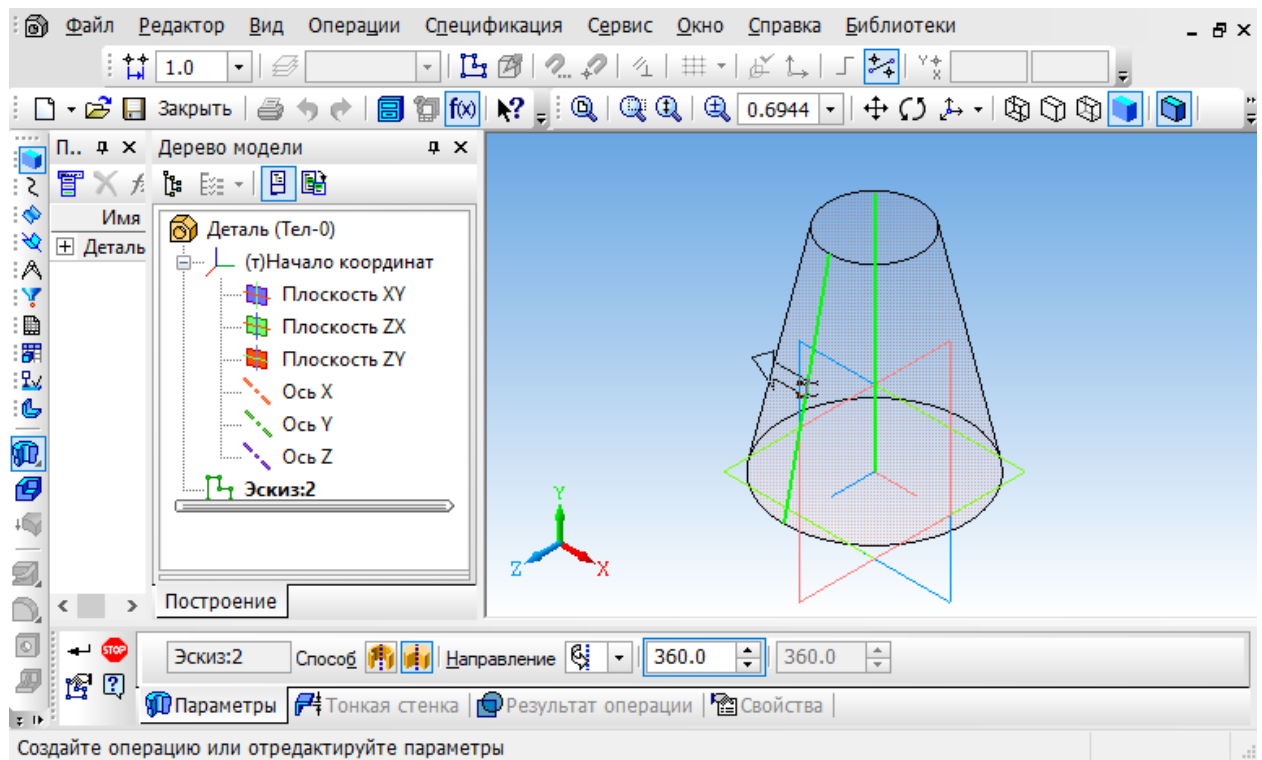 Файл Редактор Вид Операции Спецификация Сервис Окно Справка Библиотеки
1.0
Закрыть f(x) 0.6944
П.. Дерево модели
Имя
Деталь
Деталь (Тел-0)
(т)Начало координат
Плоскость XY
Плоскость ZX
Плоскость ZY
Ось X
Ось Y
Ось Z
Эскиз:2
Y
Z X
Построение
STOP Эскиз:2 Способ Направление 360.0 360.0
Параметры Тонкая стенка Результат операции Свойства
Создайте операцию или отредактируйте параметры